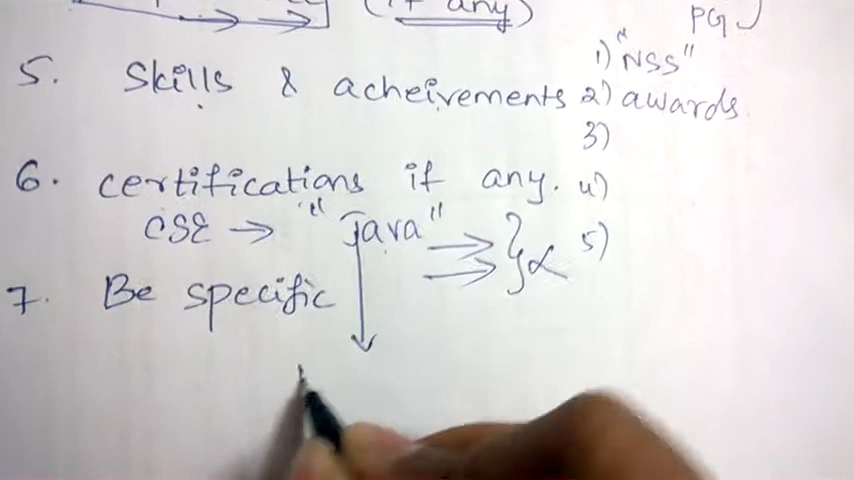 (if any) PG
5. Skills & acheivements 1) "NSS"
2) awards
3)
6. certifications if any. 4)
CSE → "Java" 5)
7. Be specific